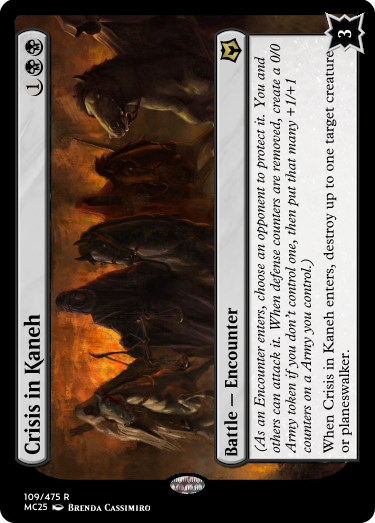 Crisis in Kaneh
1
Battle — Encounter
(As an Encounter enters, choose an opponent to protect it. You and
others can attack it. When defense counters are removed, create a 0/0
Army token if you don't control one, then put that many +1/+1
counters on a Army you control.)
When Crisis in Kaneh enters, destroy up to one target creature
or planeswalker.
3
109/475 R
MC25 Brenda Cassimiro